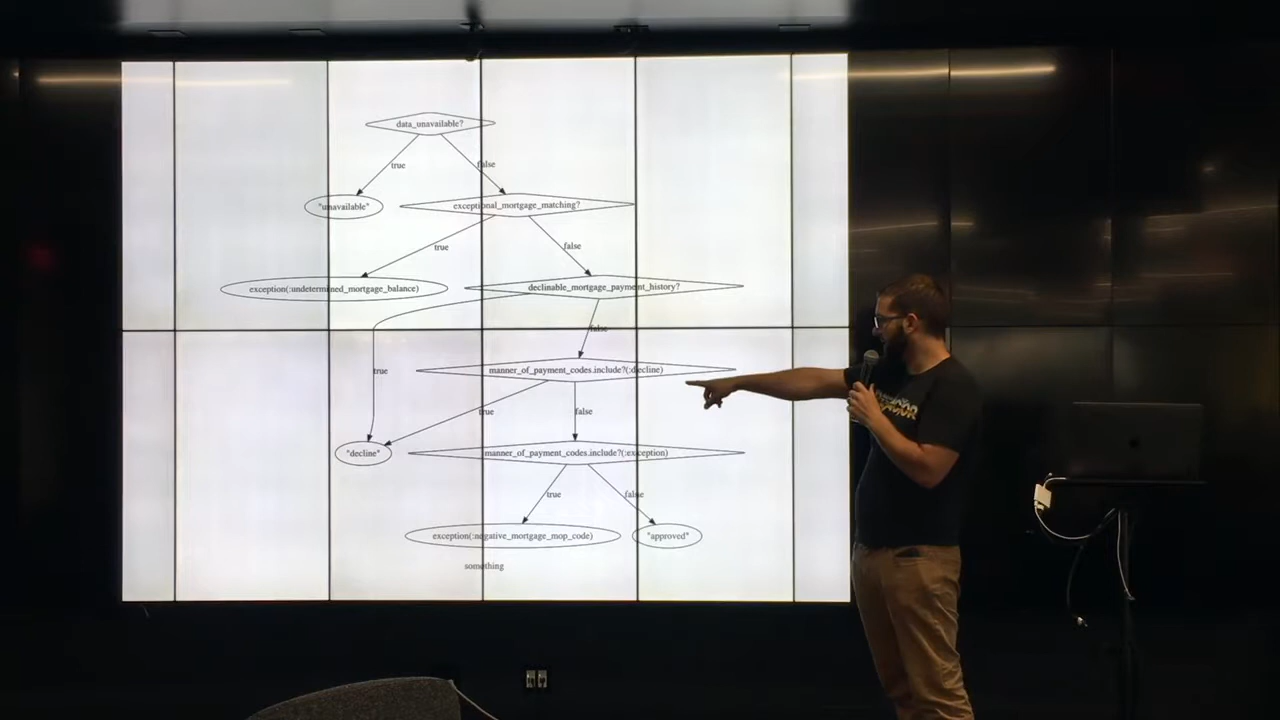 data_unavailable?
true
false
"unavailable"
exceptional_mortgage_matching?
true
false
exception(:undetermined_mortgage_balance)
declinable_mortgage_payment_history?
false
true
manner_of_payment_codes.include?(:decline)
true
false
"decline"
manner_of_payment_codes.include?(:exception)
true
false
exception(:negative_mortgage_mop_code)
"approved"
something